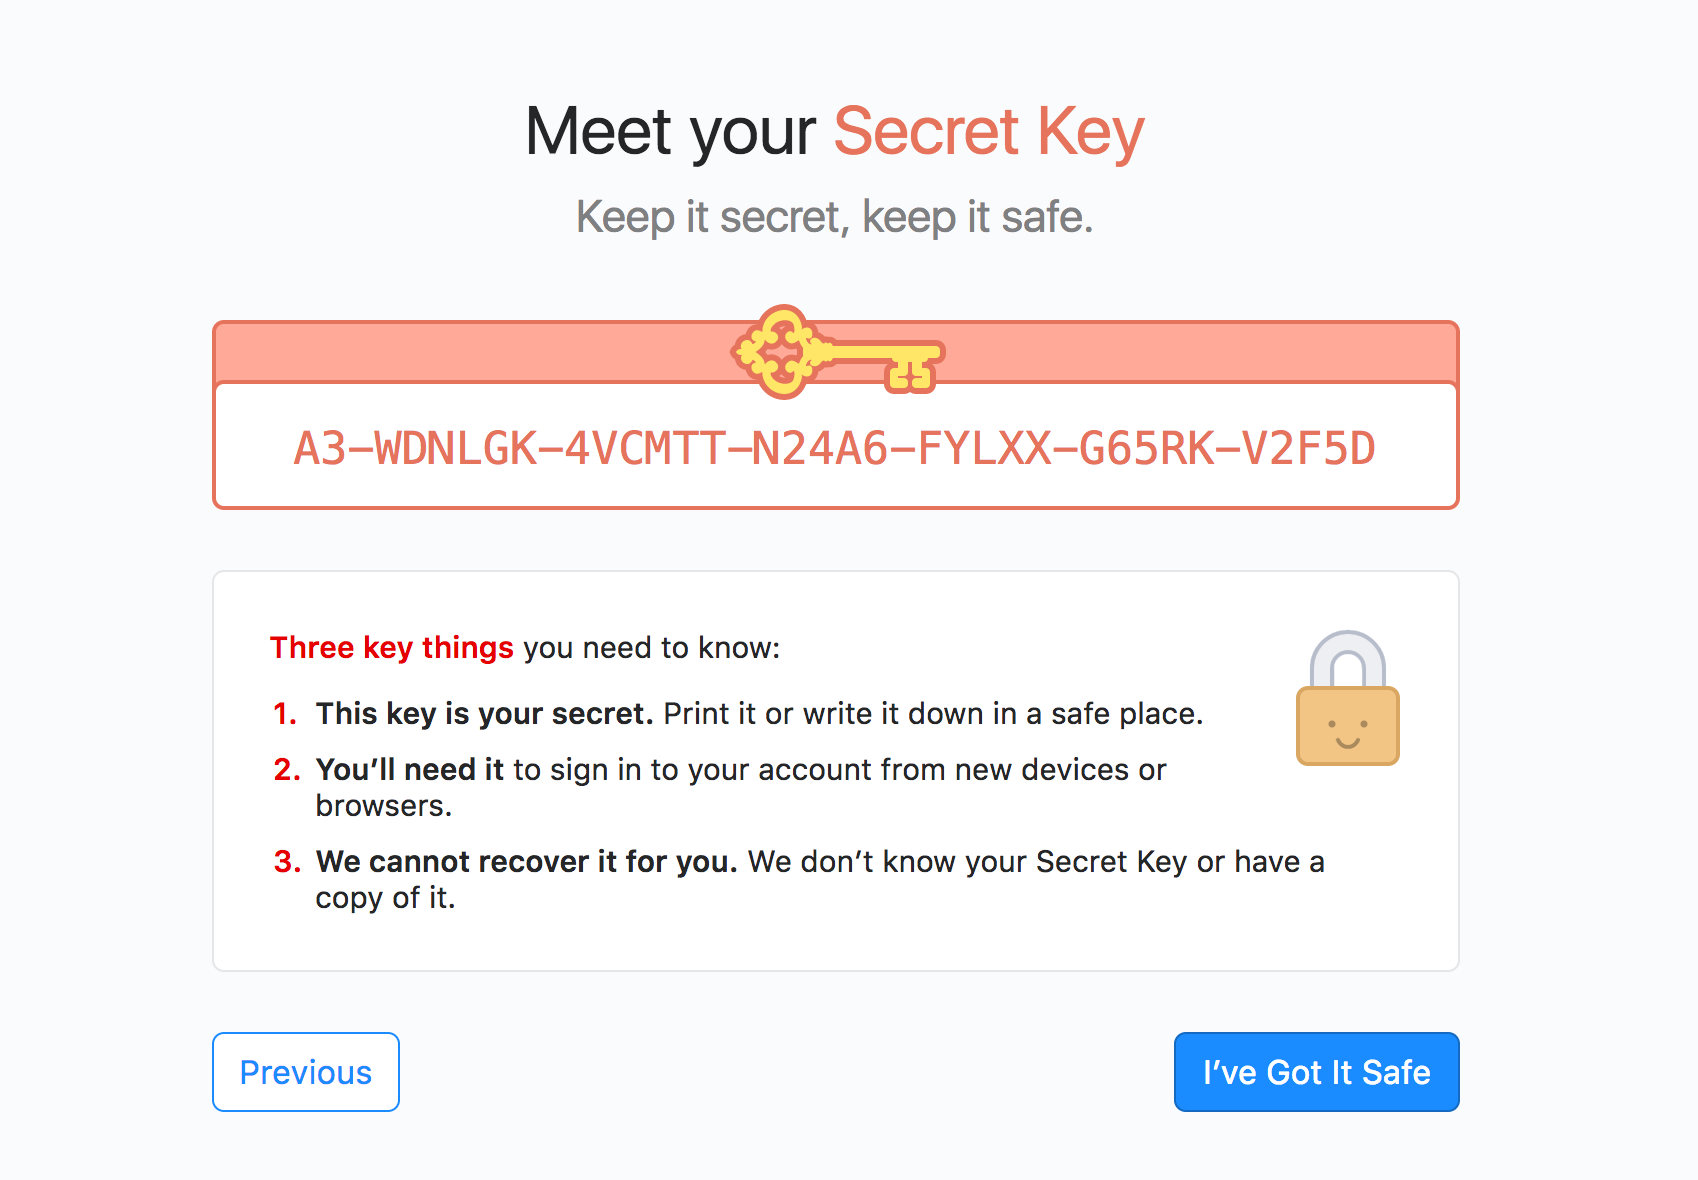 Meet your Secret Key
Keep it secret, keep it safe.
A3–WDNLGK–4VCMTT–N24A6–FYLXX–G65RK–V2F5D
Three key things you need to know:
1. This key is your secret. Print it or write it down in a safe place.
2. You’ll need it to sign in to your account from new devices or
browsers.
3. We cannot recover it for you. We don’t know your Secret Key or have a
copy of it.
Previous
I’ve Got It Safe